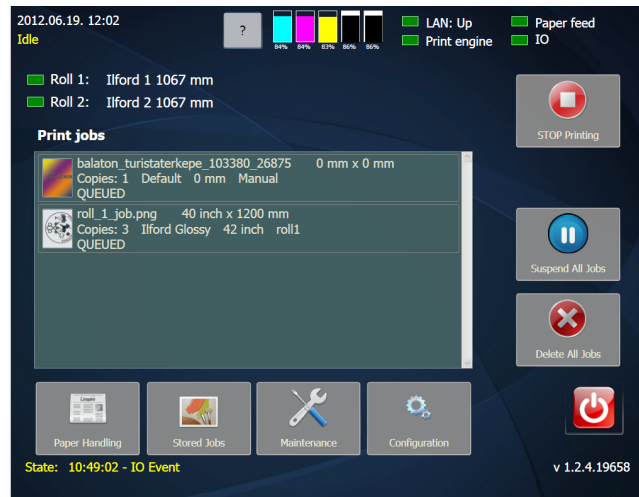 2012.06.19. 12:02
Idle
?
84% 84% 83% 86% 86%
LAN: Up
Paper feed
Print engine
IO
Roll 1: Ilford 1 1067 mm
Roll 2: Ilford 2 1067 mm
STOP Printing
Print jobs
balaton_turistaterkepe_103380_26875 0 mm x 0 mm
Copies: 1 Default 0 mm Manual
QUEUED
roll_1_job.png 40 inch x 1200 mm
Copies: 3 Ilford Glossy 42 inch roll1
QUEUED
Suspend All Jobs
Delete All Jobs
Paper Handling
Stored Jobs
Maintenance
Configuration
State: 10:49:02 - IO Event
v 1.2.4.19658